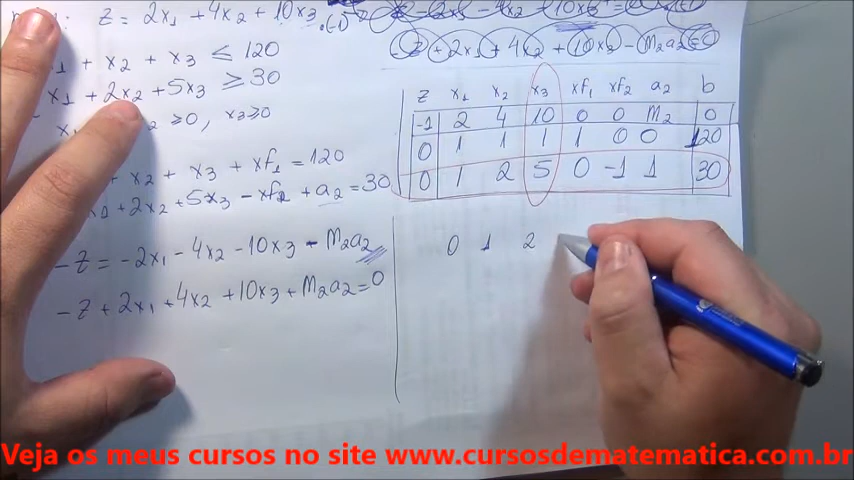 z = 2x1 + 4x2 + 10x3 .(-1)
-z + 2x1 + 4x2 + 10x3 - M2a2 = 0
+ x2 + x3 ≤ 120
x1 + 2x2 + 5x3 ≥ 30
≥0, x3≥0
+ x2 + x3 + xf1 = 120
x1 + 2x2 + 5x3 - xf2 + a2 = 30
-z = -2x1 - 4x2 - 10x3 - M2a2
-z + 2x1 + 4x2 + 10x3 + M2a2 = 0
z x1 x2 x3 xf1 xf2 a2 b
-1 2 4 10 0 0 M2 0
0 1 1 1 1 0 0 120
0 1 2 5 0 -1 1 30
0 1 2
Veja os meus cursos no site www.cursosdematematica.com.br